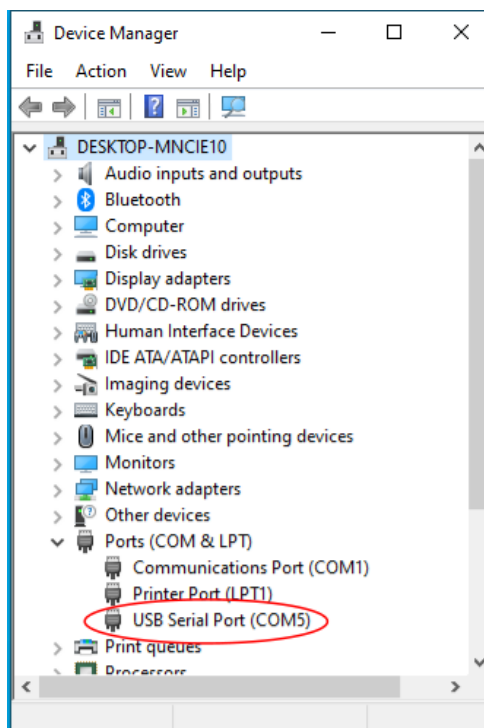 Device Manager
File Action View Help
DESKTOP-MNCIE10
Audio inputs and outputs
Bluetooth
Computer
Disk drives
Display adapters
DVD/CD-ROM drives
Human Interface Devices
IDE ATA/ATAPI controllers
Imaging devices
Keyboards
Mice and other pointing devices
Monitors
Network adapters
Other devices
Ports (COM & LPT)
Communications Port (COM1)
Printer Port (LPT1)
USB Serial Port (COM5)
Print queues
Processors